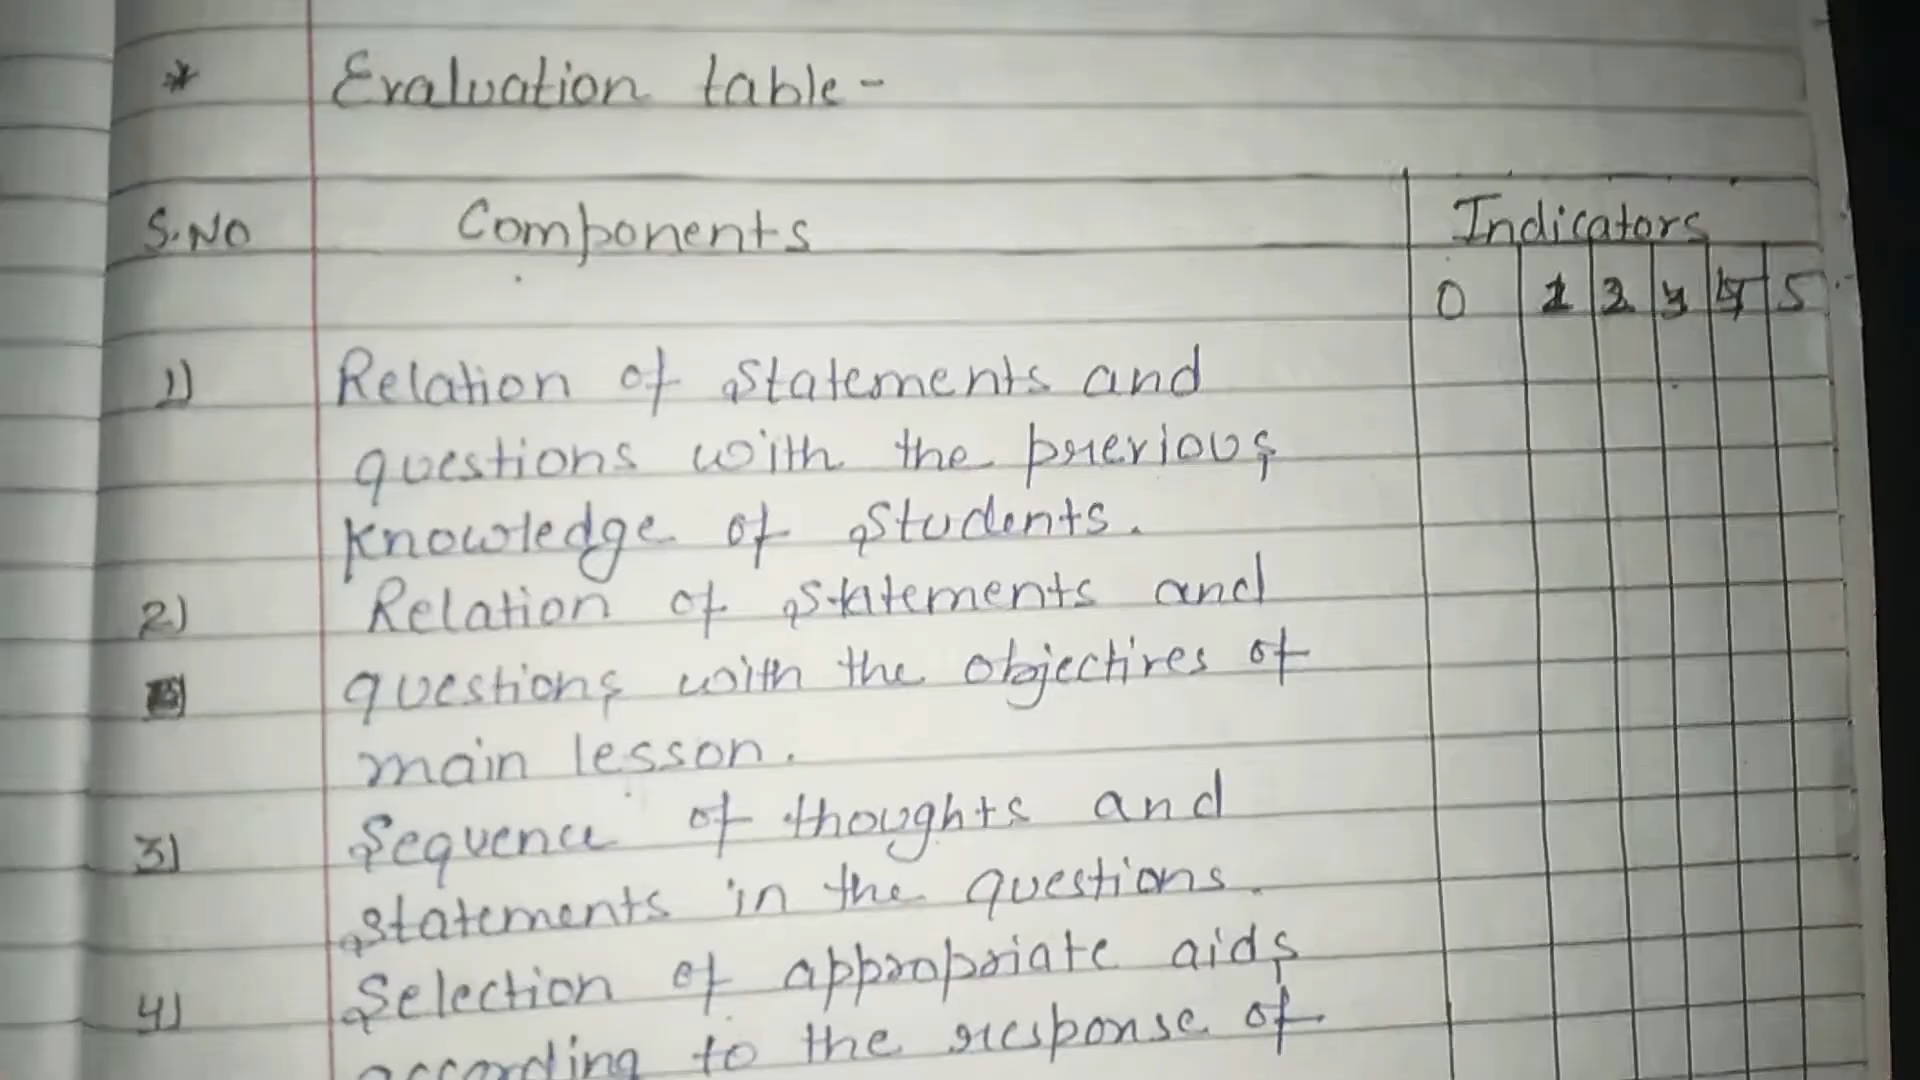 * Evaluation table-
S.No Components Indicators
0 1 2 3 4 5
1) Relation of statements and
questions with the previous
knowledge of students.
2) Relation of statements and
questions with the objectives of
main lesson.
3) Sequence of thoughts and
statements in the questions.
4) Selection of appropriate aids
according to the response of